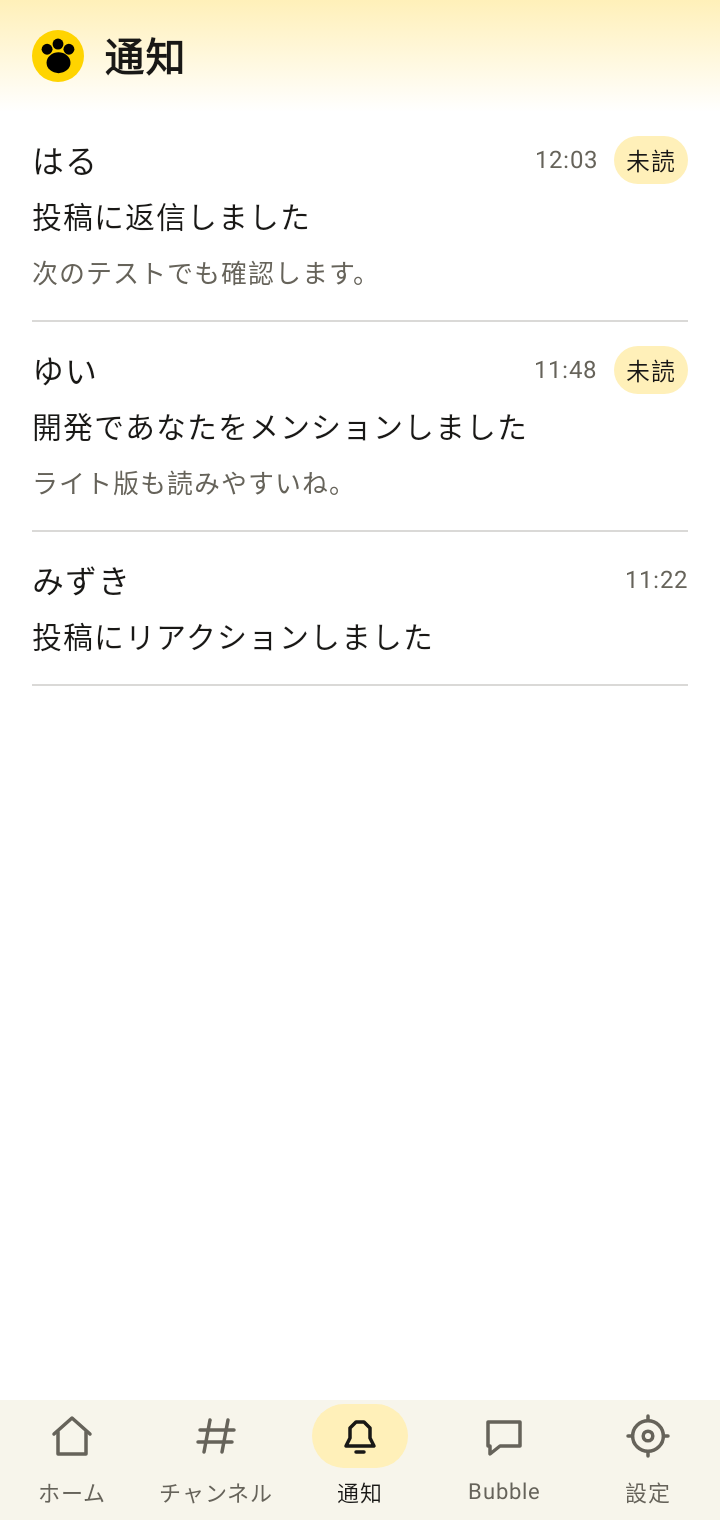 通知
はる 12:03 未読
投稿に返信しました
次のテストでも確認します。
ゆい 11:48 未読
開発であなたをメンションしました
ライト版も読みやすいね。
みずき 11:22
投稿にリアクションしました
ホーム チャンネル 通知 Bubble 設定